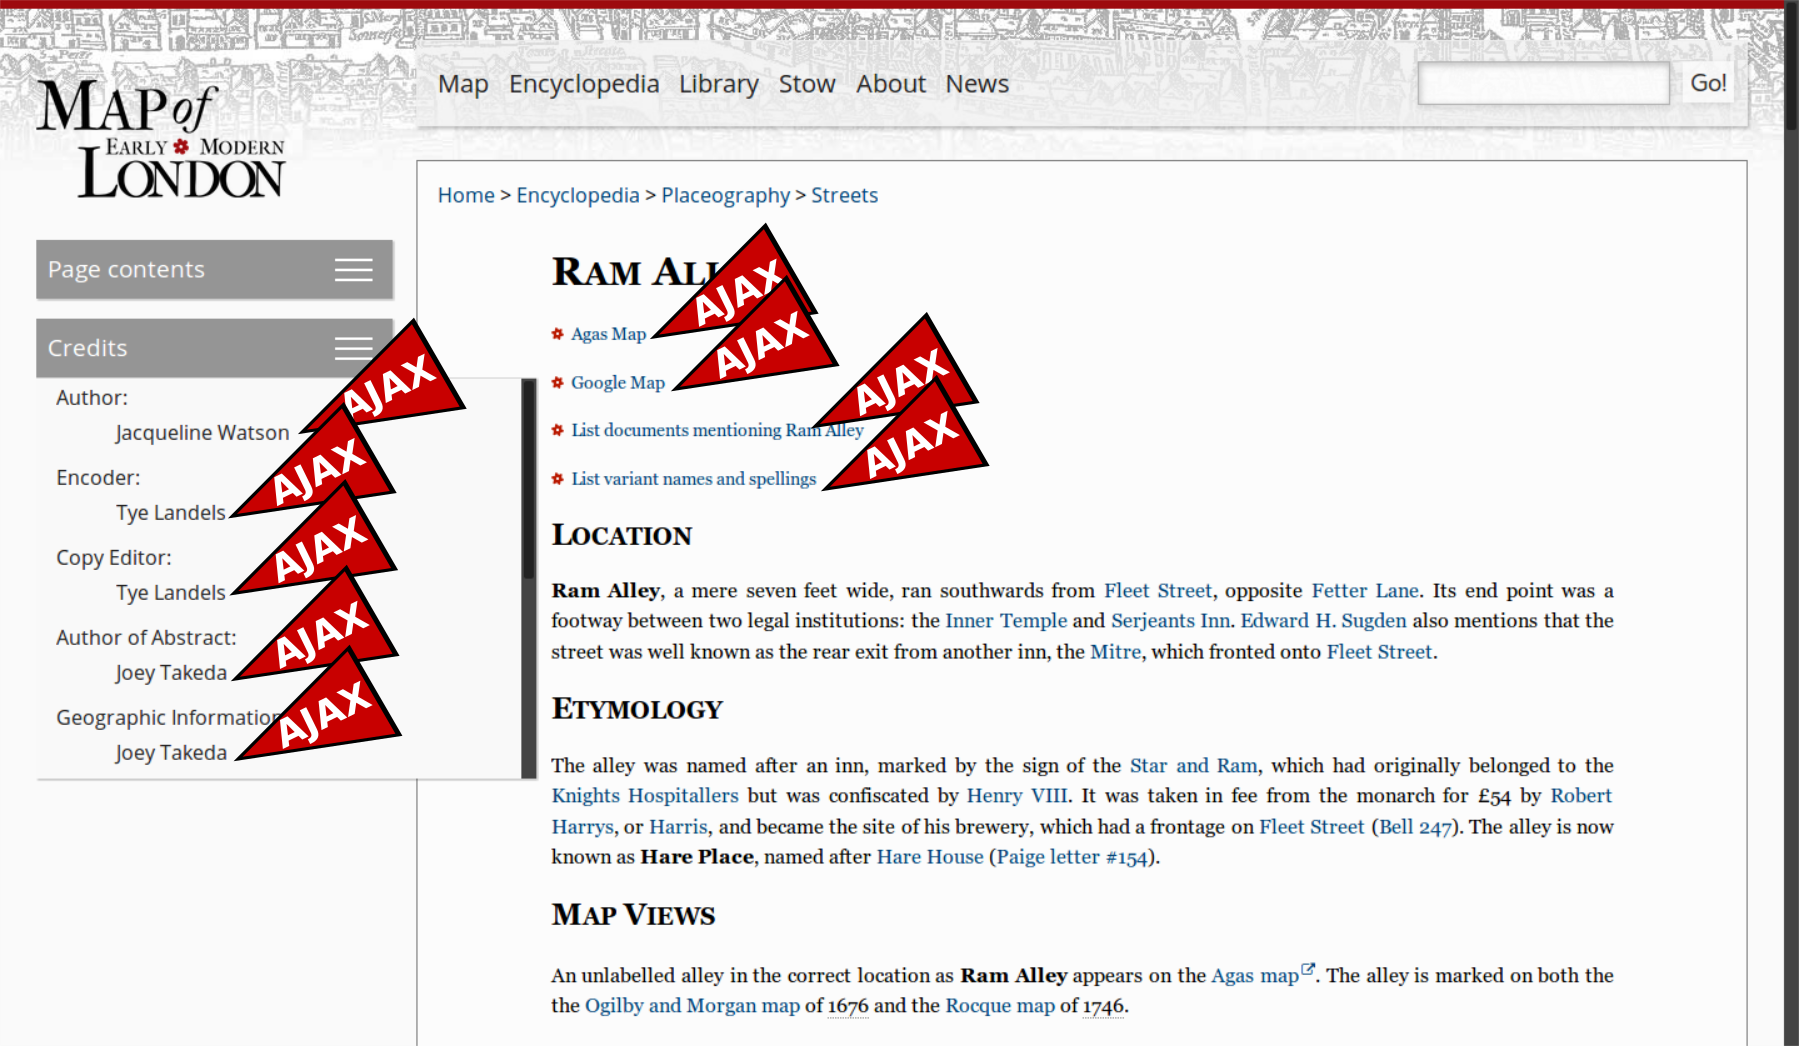 MAP of
EARLY MODERN
LONDON
Map Encyclopedia Library Stow About News
Go!
Home > Encyclopedia > Placeography > Streets
Page contents
Credits
Author:
Jacqueline Watson
AJAX
Encoder:
Tye Landels
AJAX
Copy Editor:
Tye Landels
AJAX
Author of Abstract:
Joey Takeda
AJAX
Geographic Information
Joey Takeda
AJAX
RAM ALL
Agas Map
AJAX
Google Map
AJAX
List documents mentioning Ram Alley
AJAX
List variant names and spellings
AJAX
LOCATION
Ram Alley, a mere seven feet wide, ran southwards from Fleet Street, opposite Fetter Lane. Its end point was a
footway between two legal institutions: the Inner Temple and Serjeants Inn. Edward H. Sugden also mentions that the
street was well known as the rear exit from another inn, the Mitre, which fronted onto Fleet Street.
ETYMOLOGY
The alley was named after an inn, marked by the sign of the Star and Ram, which had originally belonged to the
Knights Hospitallers but was confiscated by Henry VIII. It was taken in fee from the monarch for £54 by Robert
Harrys, or Harris, and became the site of his brewery, which had a frontage on Fleet Street (Bell 247). The alley is now
known as Hare Place, named after Hare House (Paige letter #154).
MAP VIEWS
An unlabelled alley in the correct location as Ram Alley appears on the Agas map. The alley is marked on both the
the Ogilby and Morgan map of 1676 and the Rocque map of 1746.